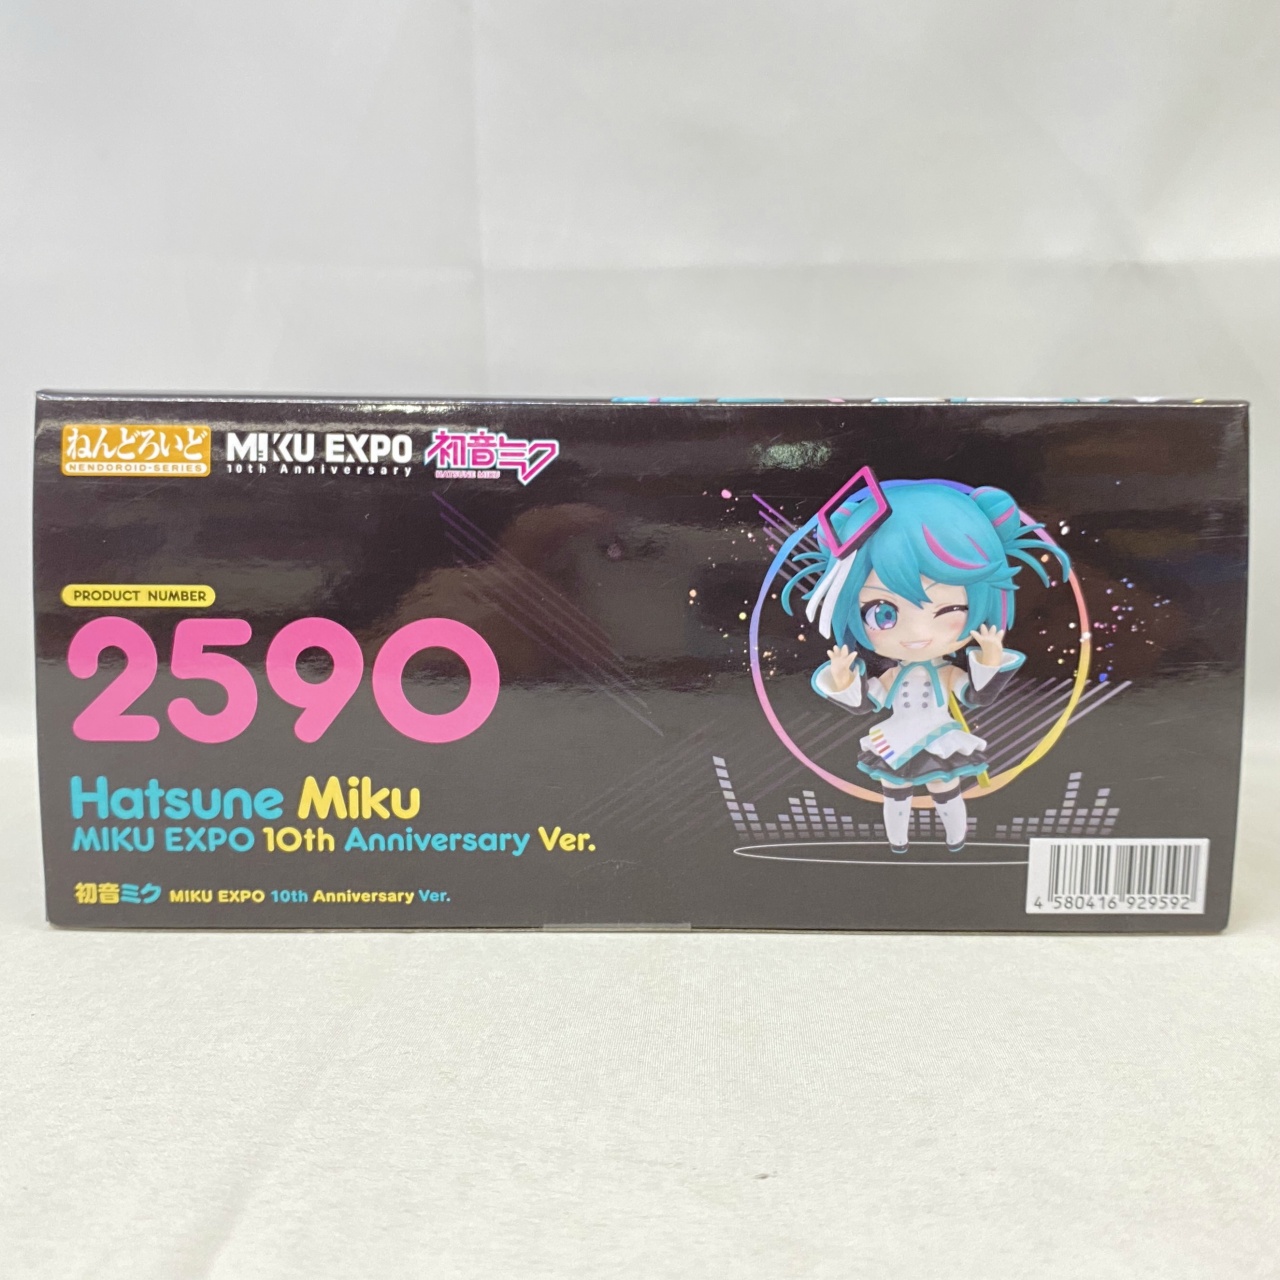 ねんどろいど
NENDOROID·SERIES
MIKU EXPO
10th Anniversary
初音ミク
HATSUNE MIKU
PRODUCT NUMBER
2590
Hatsune Miku
MIKU EXPO 10th Anniversary Ver.
初音ミク MIKU EXPO 10th Anniversary Ver.
4 580416 929592